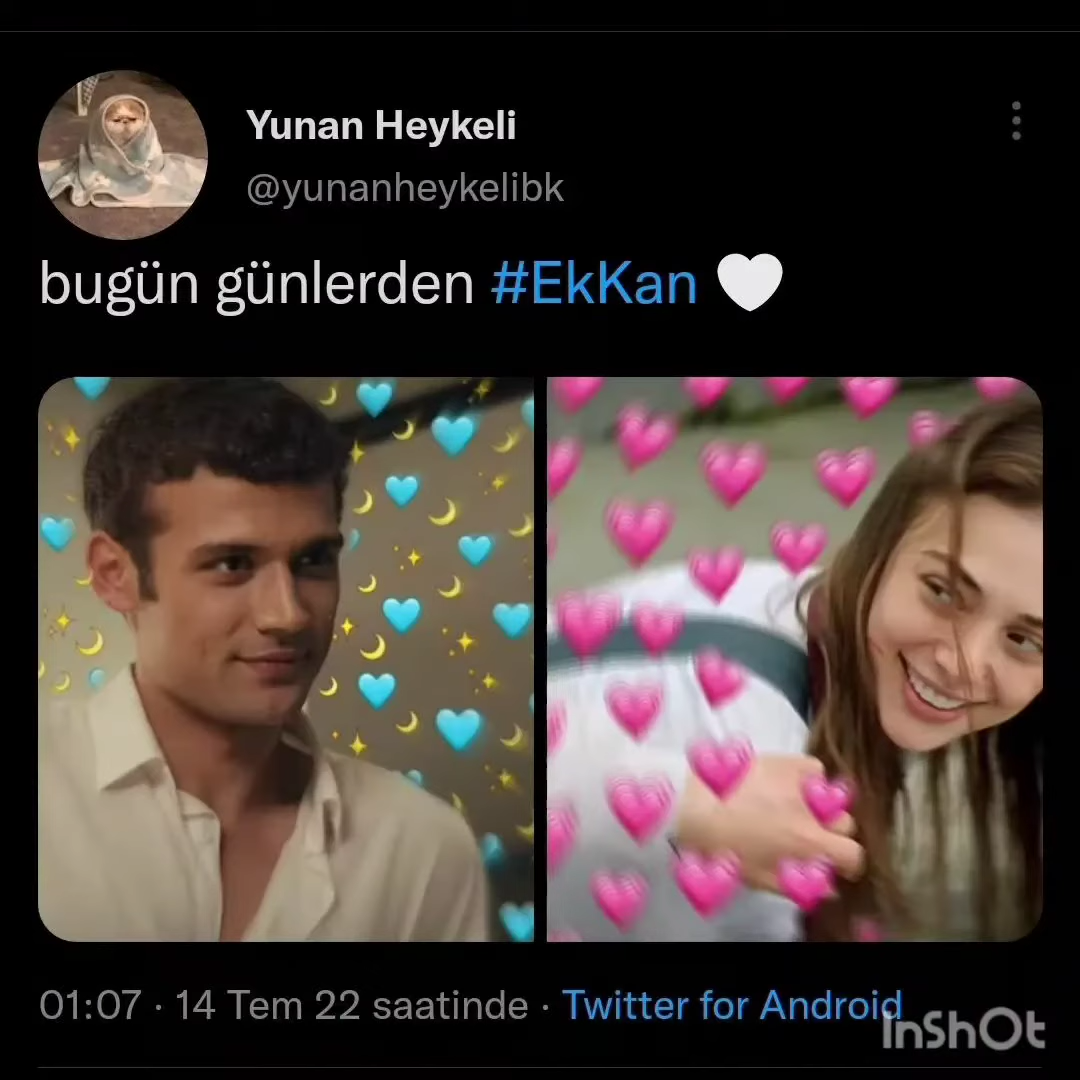 Yunan Heykeli
@yunanheykelibk
bugün günlerden #EkKan 🤍
01:07 · 14 Tem 22 saatinde · Twitter for Android
InShOt